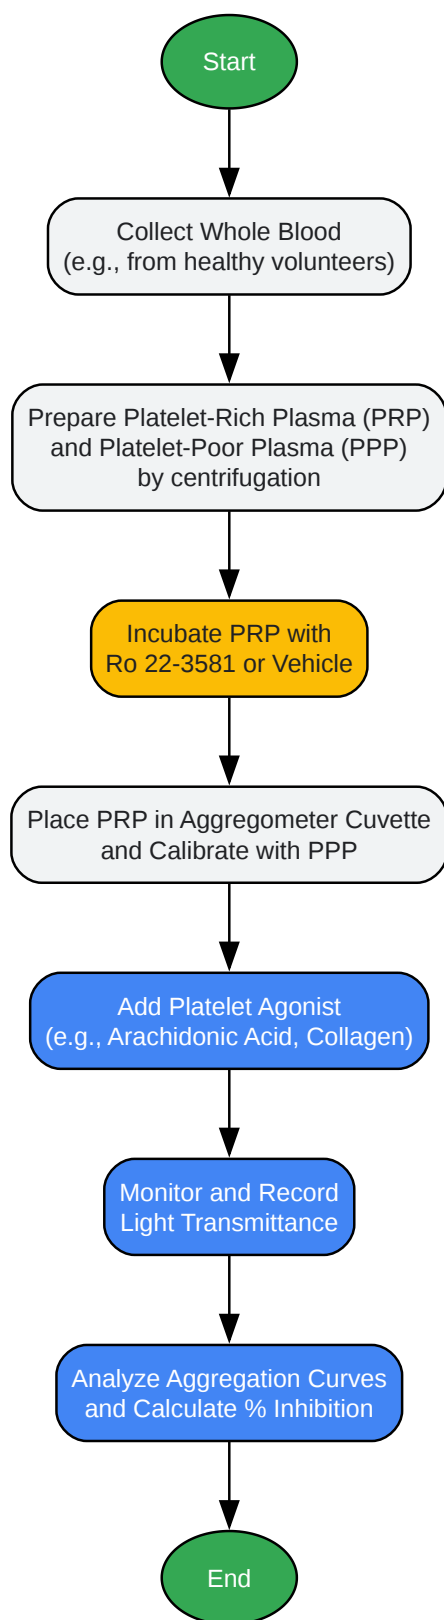 Start
Collect Whole Blood
(e.g., from healthy volunteers)
Prepare Platelet-Rich Plasma (PRP)
and Platelet-Poor Plasma (PPP)
by centrifugation
Incubate PRP with
Ro 22-3581 or Vehicle
Place PRP in Aggregometer Cuvette
and Calibrate with PPP
Add Platelet Agonist
(e.g., Arachidonic Acid, Collagen)
Monitor and Record
Light Transmittance
Analyze Aggregation Curves
and Calculate % Inhibition
End